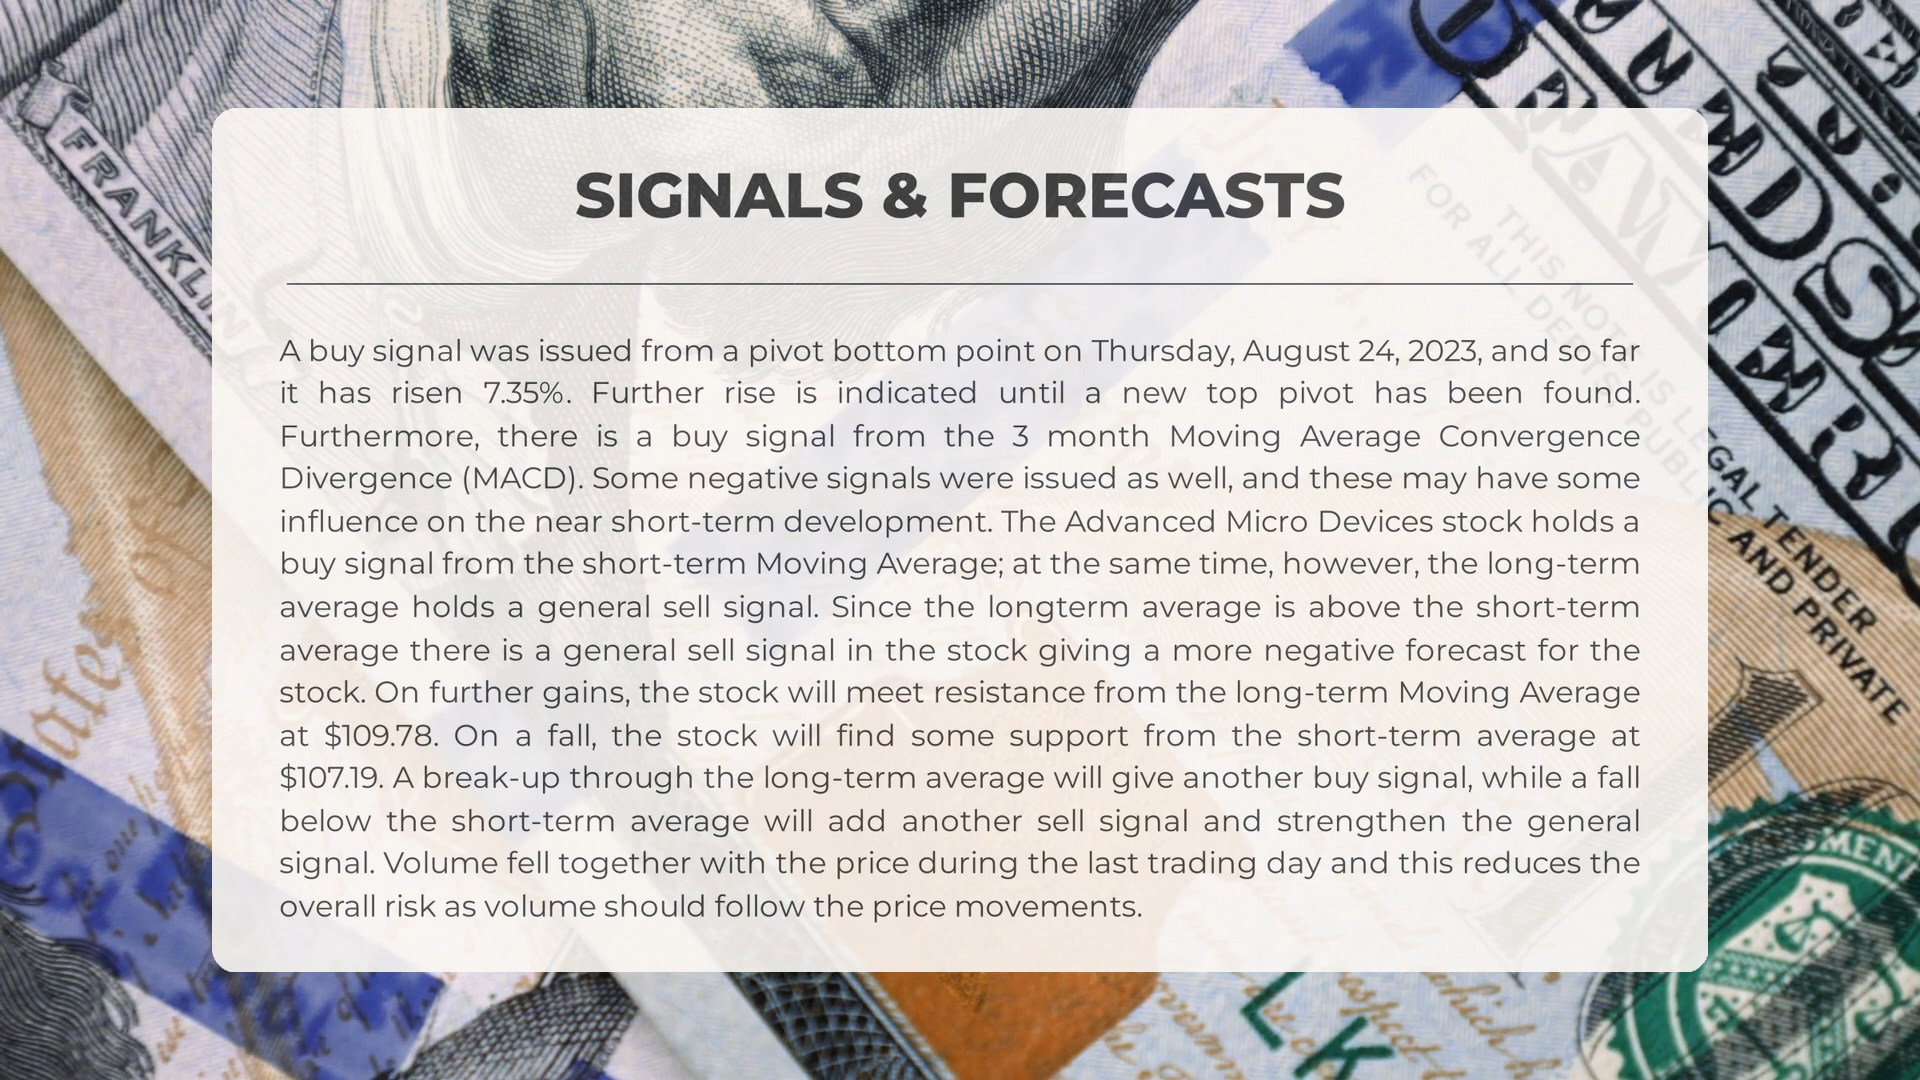 FRANKLIN
THIS NOTE IS LEGAL TENDER
FOR ALL DEBTS PUBLIC AND PRIVATE
SIGNALS & FORECASTS
A buy signal was issued from a pivot bottom point on Thursday, August 24, 2023, and so far
it has risen 7.35%. Further rise is indicated until a new top pivot has been found.
Furthermore, there is a buy signal from the 3 month Moving Average Convergence
Divergence (MACD). Some negative signals were issued as well, and these may have some
influence on the near short-term development. The Advanced Micro Devices stock holds a
buy signal from the short-term Moving Average; at the same time, however, the long-term
average holds a general sell signal. Since the longterm average is above the short-term
average there is a general sell signal in the stock giving a more negative forecast for the
stock. On further gains, the stock will meet resistance from the long-term Moving Average
at $109.78. On a fall, the stock will find some support from the short-term average at
$107.19. A break-up through the long-term average will give another buy signal, while a fall
below the short-term average will add another sell signal and strengthen the general
signal. Volume fell together with the price during the last trading day and this reduces the
overall risk as volume should follow the price movements.